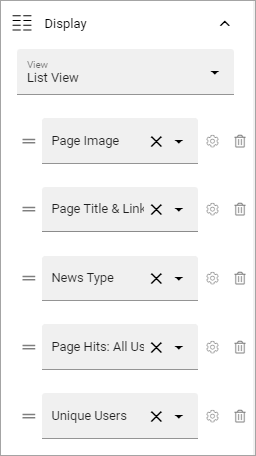 Display
View
List View
Page Image
Page Title & Link
News Type
Page Hits: All Us
Unique Users